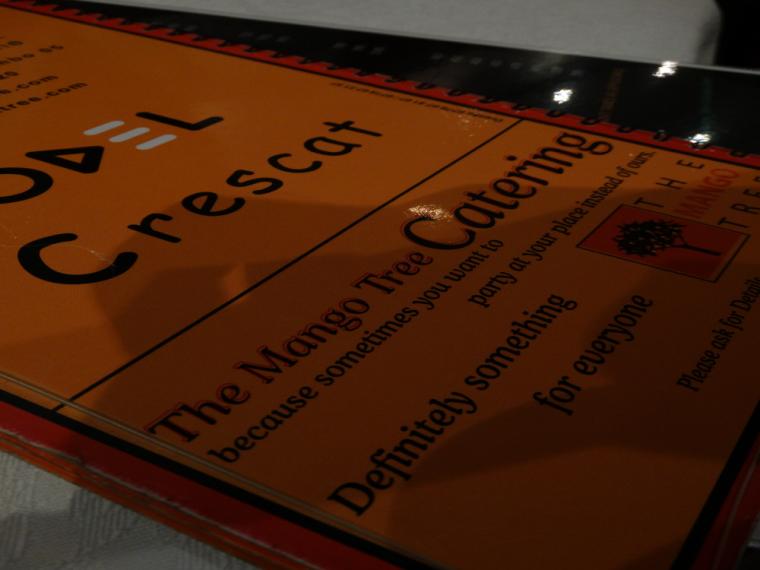 Crescat
The Mango Tree Catering
because sometimes you want to
party at your place instead of ours.
Definitely something
for everyone
THE
MANGO
TREE
Please ask for Details